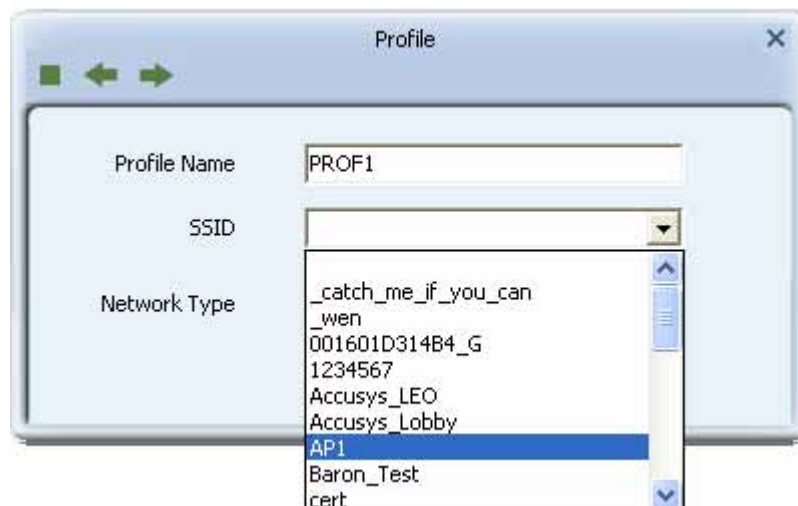 Profile
Profile Name PROF1
SSID
Network Type
_catch_me_if_you_can
_wen
001601D314B4_G
1234567
Accusys_LEO
Accusys_Lobby
AP1
Baron_Test
cert